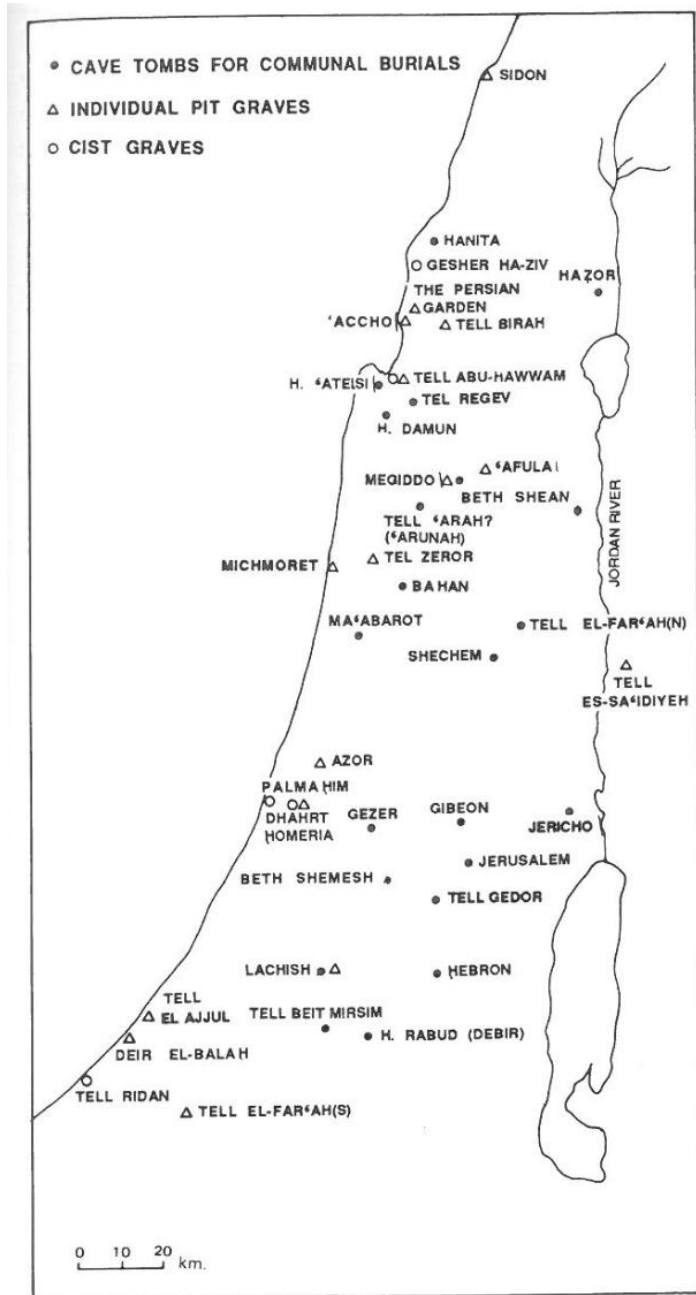 CAVE TOMBS FOR COMMUNAL BURIALS
INDIVIDUAL PIT GRAVES
CIST GRAVES
SIDON
HANITA
GESHER HA-ZIV
HAZOR
THE PERSIAN
GARDEN
'ACCHO
TELL BIRAH
H. 'ATEISI
TELL ABU-HAWWAM
TEL REGEV
H. DAMUN
'AFULA
MEGIDDO
BETH SHEAN
TELL 'ARAH?
('ARUNAH)
JORDAN RIVER
MICHMORET
TEL ZEROR
BAHAN
MA'ABAROT
TELL EL-FAR'AH(N)
SHECHEM
TELL
ES-SA'IDIYEH
AZOR
PALMAHIM
DHAHRT
HOMERIA
GEZER
GIBEON
JERICHO
JERUSALEM
BETH SHEMESH
TELL GEDOR
LACHISH
HEBRON
TELL
EL AJJUL
TELL BEIT MIRSIM
H. RABUD (DEBIR)
DEIR EL-BALAH
TELL RIDAN
TELL EL-FAR'AH(S)
0 10 20
km.